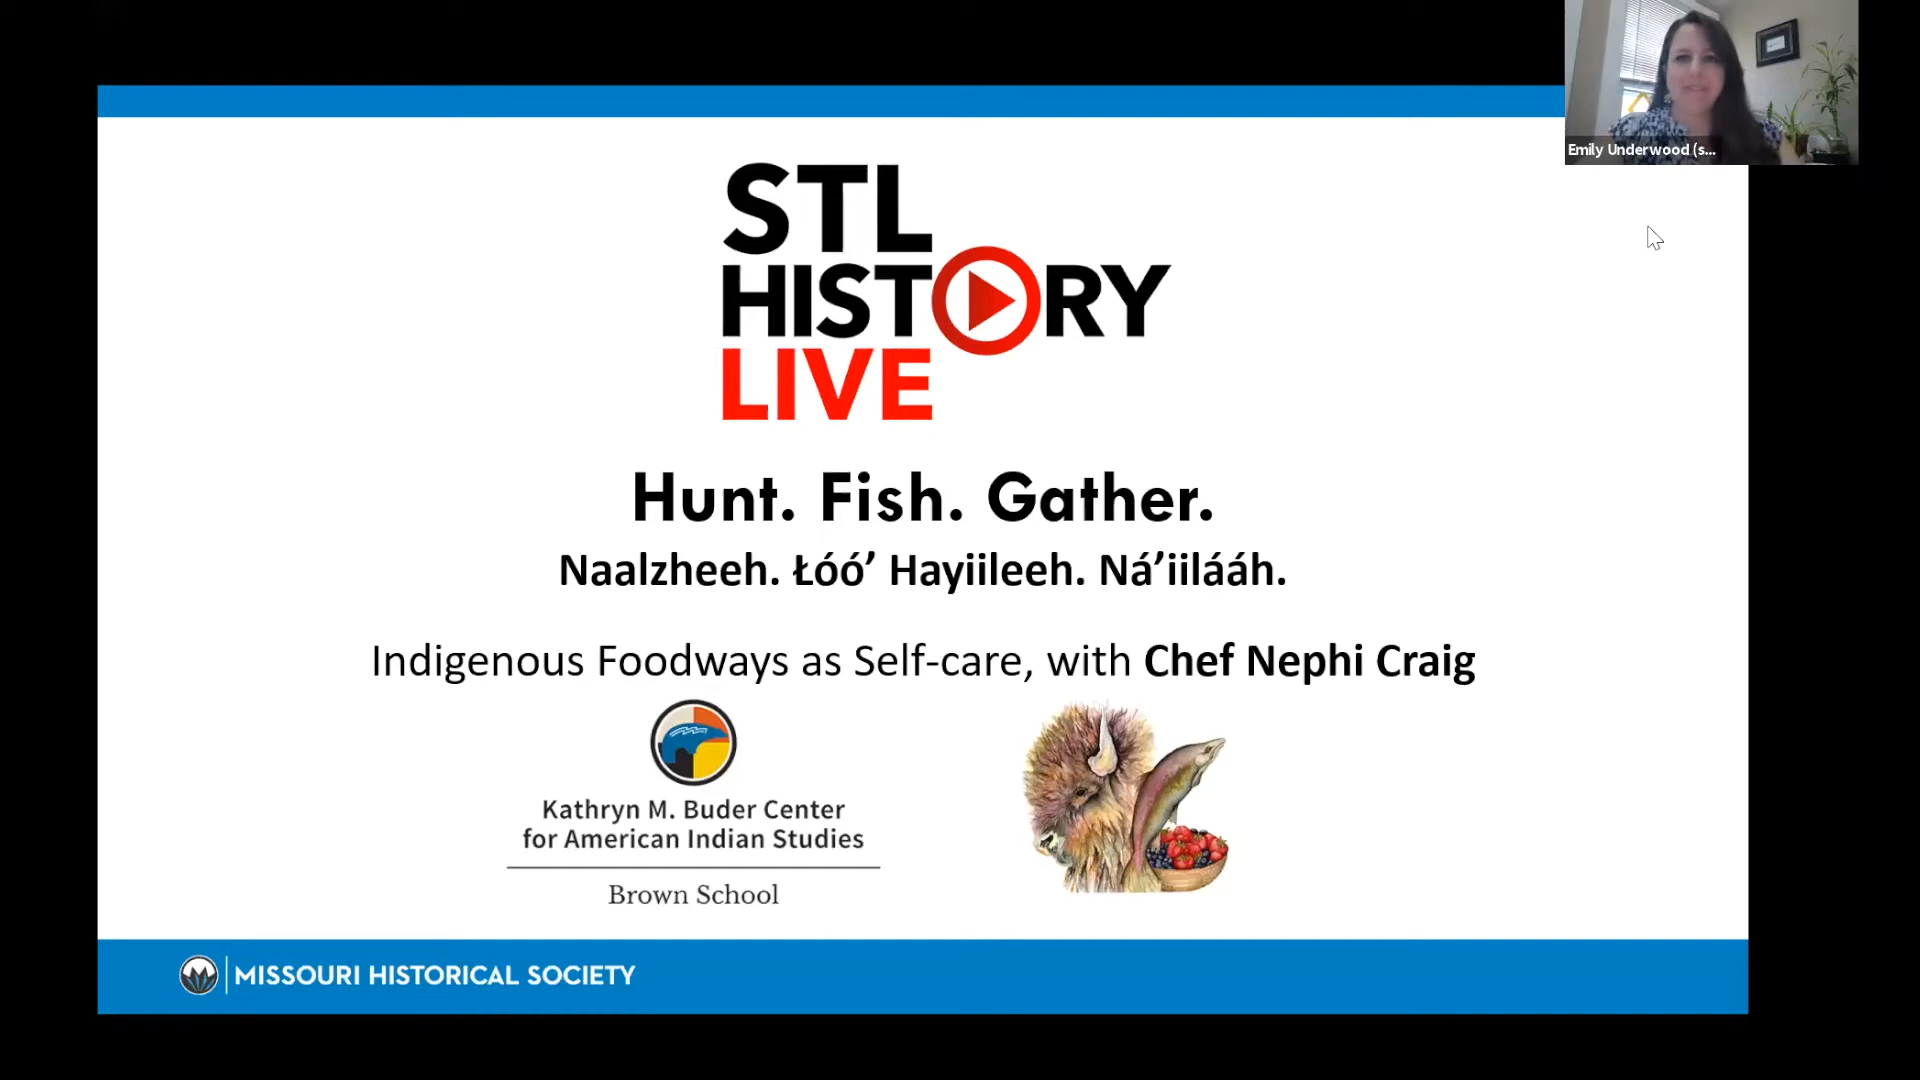 Emily Underwood (s...
STL
HISTORY
LIVE
Hunt. Fish. Gather.
Naalzheeh. Łóó’ Hayiileeh. Ná’iilááh.
Indigenous Foodways as Self-care, with Chef Nephi Craig
Kathryn M. Buder Center
for American Indian Studies
Brown School
MISSOURI HISTORICAL SOCIETY